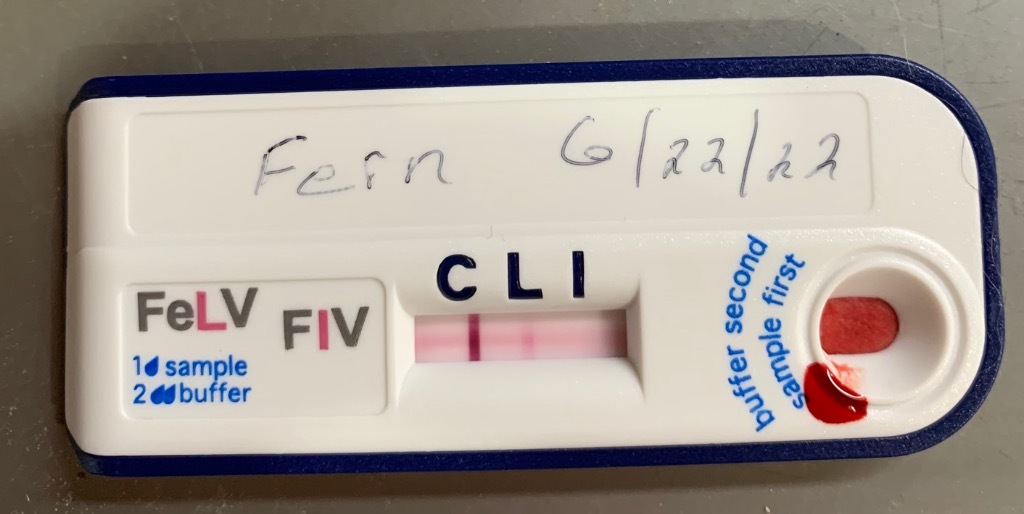 Fern 6/22/22
C L I
FeLV FIV
1 sample
2 buffer
buffer second
sample first